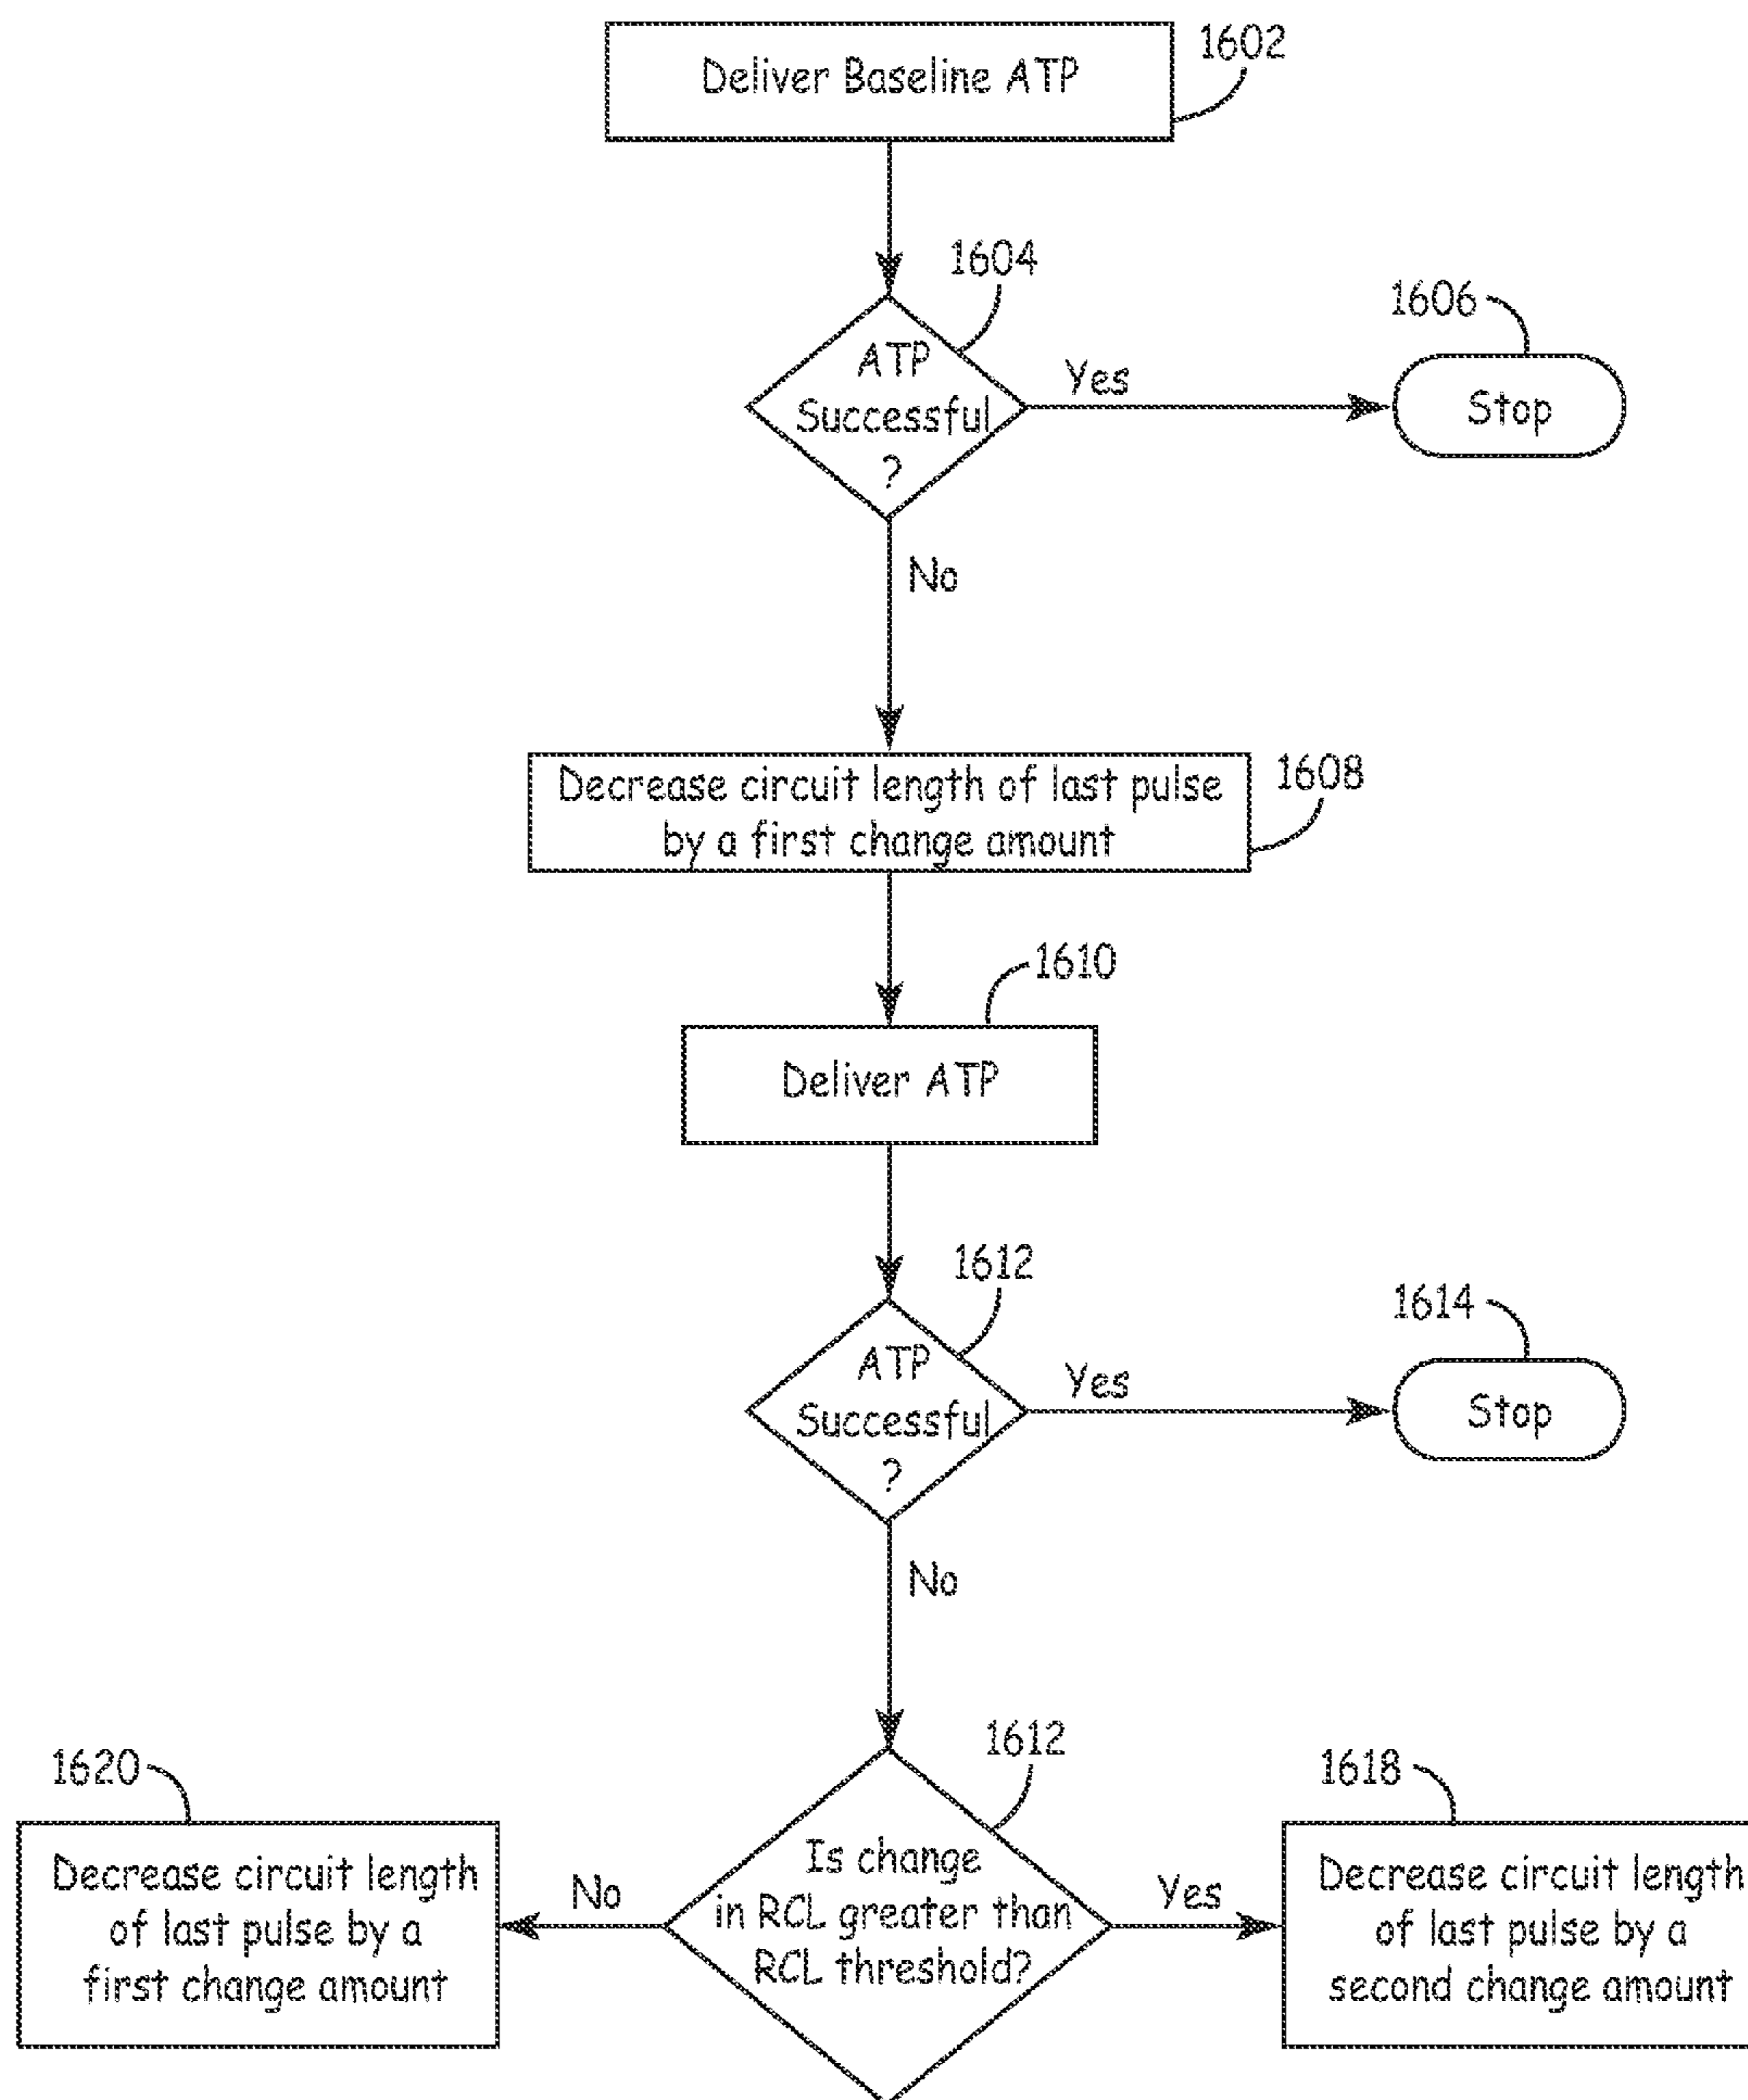 Deliver Baseline ATP
1602
1604
ATP
Successful
?
Yes
1606
Stop
No
Decrease circuit length of last pulse
by a first change amount
1608
1610
Deliver ATP
1612
ATP
Successful
?
Yes
1614
Stop
No
1612
Is change
in RCL greater than
RCL threshold?
No
1620
Decrease circuit length
of last pulse by a
first change amount
Yes
1618
Decrease circuit length
of last pulse by a
second change amount